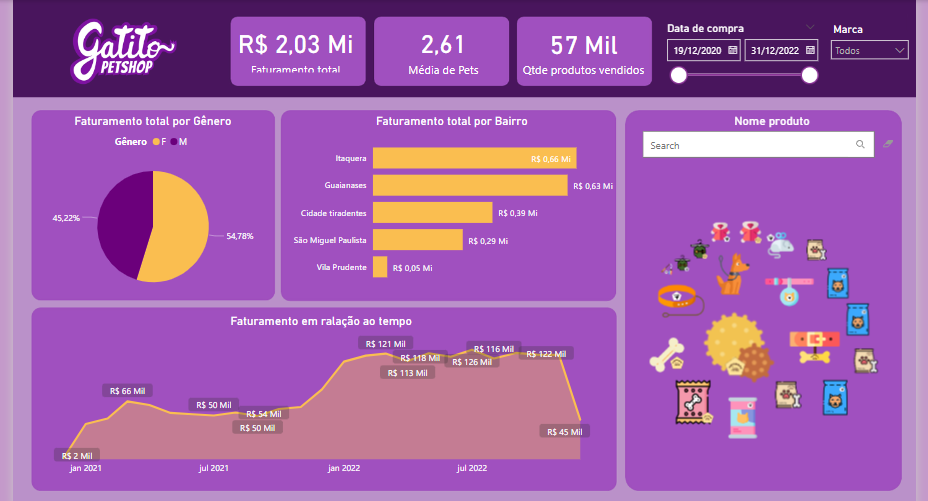 Gatito
PETSHOP
R$ 2,03 Mi
Faturamento total
2,61
Média de Pets
57 Mil
Qtde produtos vendidos
Data de compra
19/12/2020
31/12/2022
Marca
Todos
Faturamento total por Gênero
Gênero F M
45,22%
54,78%
Faturamento total por Bairro
Itaquera R$ 0,66 Mi
Guaianases R$ 0,63 Mi
Cidade tiradentes R$ 0,39 Mi
São Miguel Paulista R$ 0,29 Mi
Vila Prudente R$ 0,05 Mi
Nome produto
Search
Faturamento em ralação ao tempo
R$ 2 Mil
R$ 66 Mil
R$ 50 Mil
R$ 54 Mil
R$ 50 Mil
R$ 121 Mil
R$ 118 Mil
R$ 113 Mil
R$ 116 Mil
R$ 126 Mil
R$ 122 Mil
R$ 45 Mil
jan 2021
jul 2021
jan 2022
jul 2022